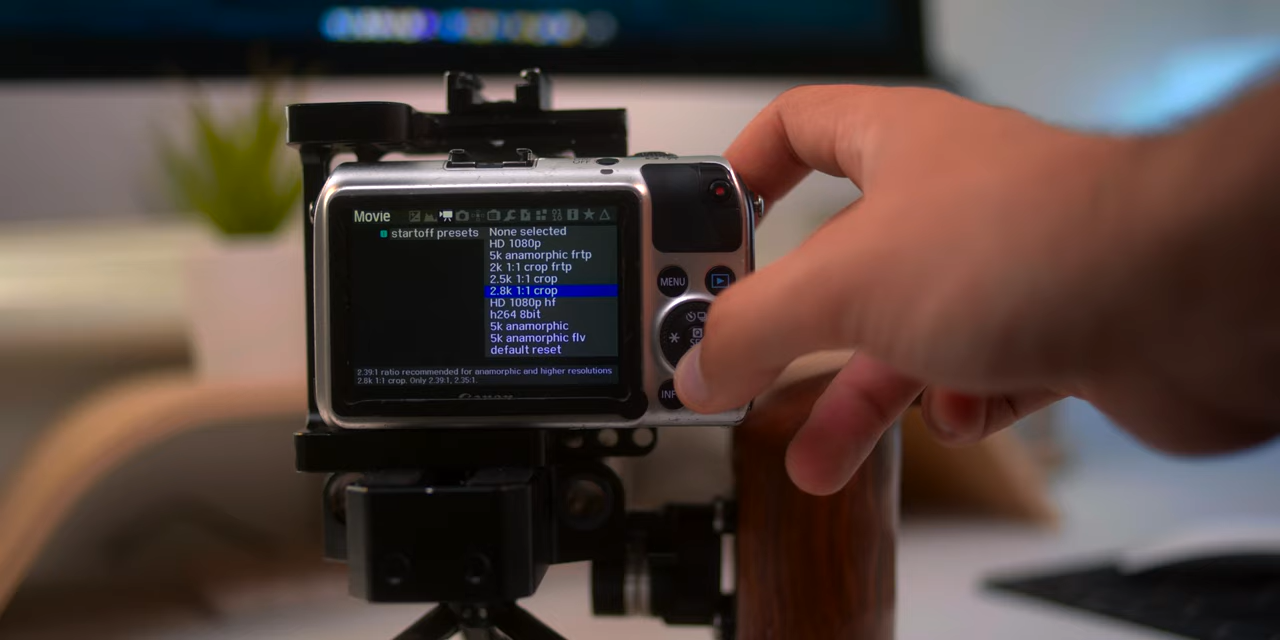 OFF
Movie
startoff presets
None selected
HD 1080p
5k anamorphic frtp
2k 1:1 crop frtp
2.5k 1:1 crop
2.8k 1:1 crop
HD 1080p hf
h264 8bit
5k anamorphic
5k anamorphic flv
default reset
2.39:1 ratio recommended for anamorphic and higher resolutions
2.8k 1:1 crop. Only 2.39:1, 2.35:1.
MENU
Canon